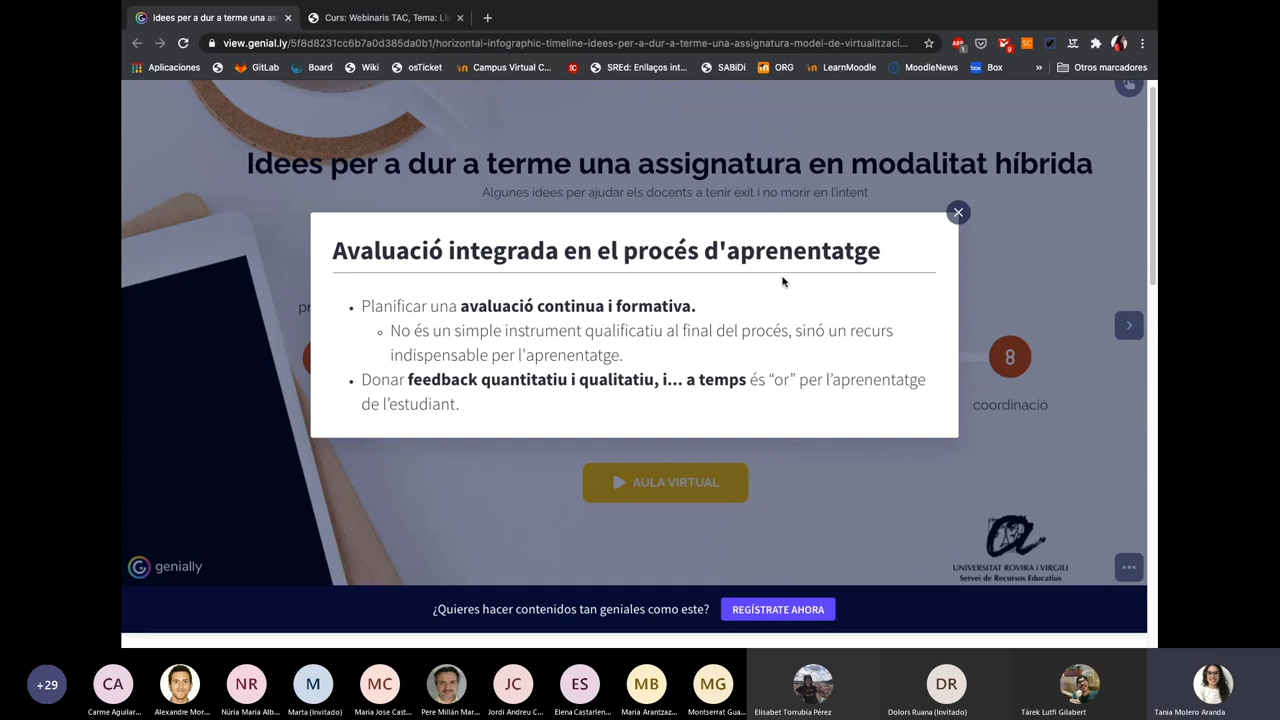 Idees per a dur a terme una as
Curs: Webinaris TAC, Tema: Ll
view.genial.ly/5f8d8231cc6b7a0d385da0b1/horizontal-infographic-timeline-idees-per-a-dur-a-terme-una-assignatura-model-de-virtualitzaci...
Aplicaciones
GitLab
Board
Wiki
osTicket
Campus Virtual C...
SREd: Enllaços int...
SABiDi
ORG
LearnMoodle
MoodleNews
Box
»
Otros marcadores
Idees per a dur a terme una assignatura en modalitat híbrida
Algunes idees per ajudar els docents a tenir èxit i no morir en l'intent
Avaluació integrada en el procés d'aprenentatge
• Planificar una avaluació continua i formativa.
◦ No és un simple instrument qualificatiu al final del procés, sinó un recurs
indispensable per l'aprenentatge.
• Donar feedback quantitatiu i qualitatiu, i... a temps és “or” per l’aprenentatge
de l’estudiant.
8
coordinació
AULA VIRTUAL
genially
UNIVERSITAT ROVIRA i VIRGILI
Servei de Recursos Educatius
¿Quieres hacer contenidos tan geniales como este?
REGÍSTRATE AHORA
+29
CA
NR
M
MC
JC
ES
MB
MG
DR
Carme Aguilar...
Alexandre Mor...
Núria Maria Alb...
Marta (Invitado)
Maria Jose Cast...
Pere Millán Mar...
Jordi Andreu C...
Elena Castarlen...
Maria Arantzaz...
Montserrat Gua...
Elisabet Torrubia Pérez
Dolors Ruana (Invitado)
Tàrek Lutfi Gilabert
Tania Molero Aranda